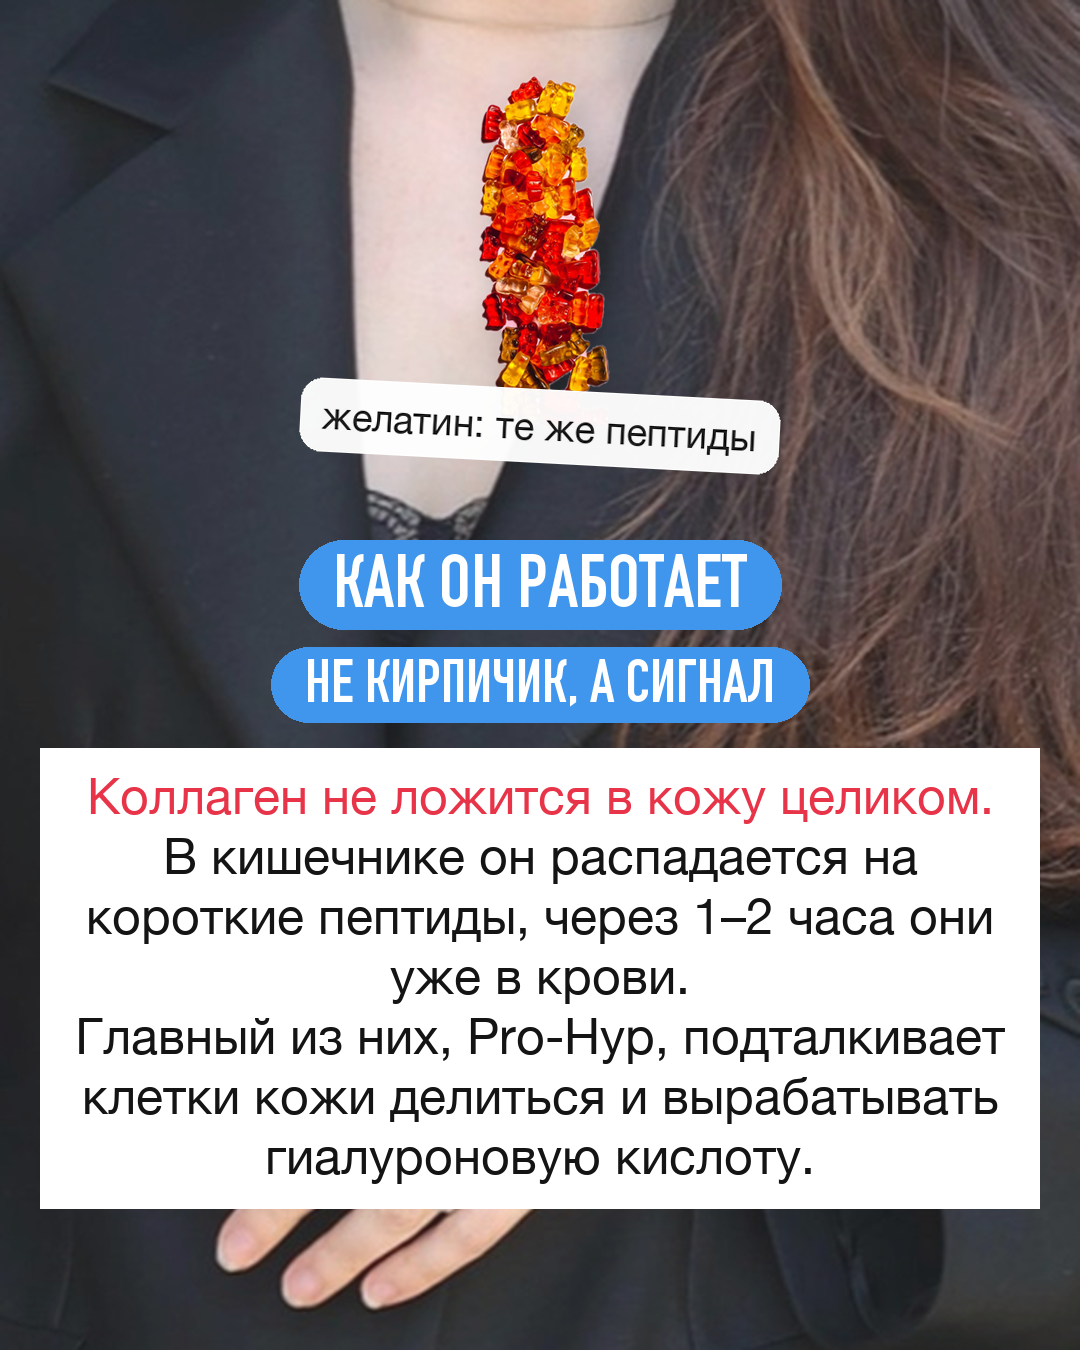 желатин: те же пептиды
КАК ОН РАБОТАЕТ
НЕ КИРПИЧИК, А СИГНАЛ
Коллаген не ложится в кожу целиком.
В кишечнике он распадается на
короткие пептиды, через 1–2 часа они
уже в крови.
Главный из них, Pro-Hyp, подталкивает
клетки кожи делиться и вырабатывать
гиалуроновую кислоту.